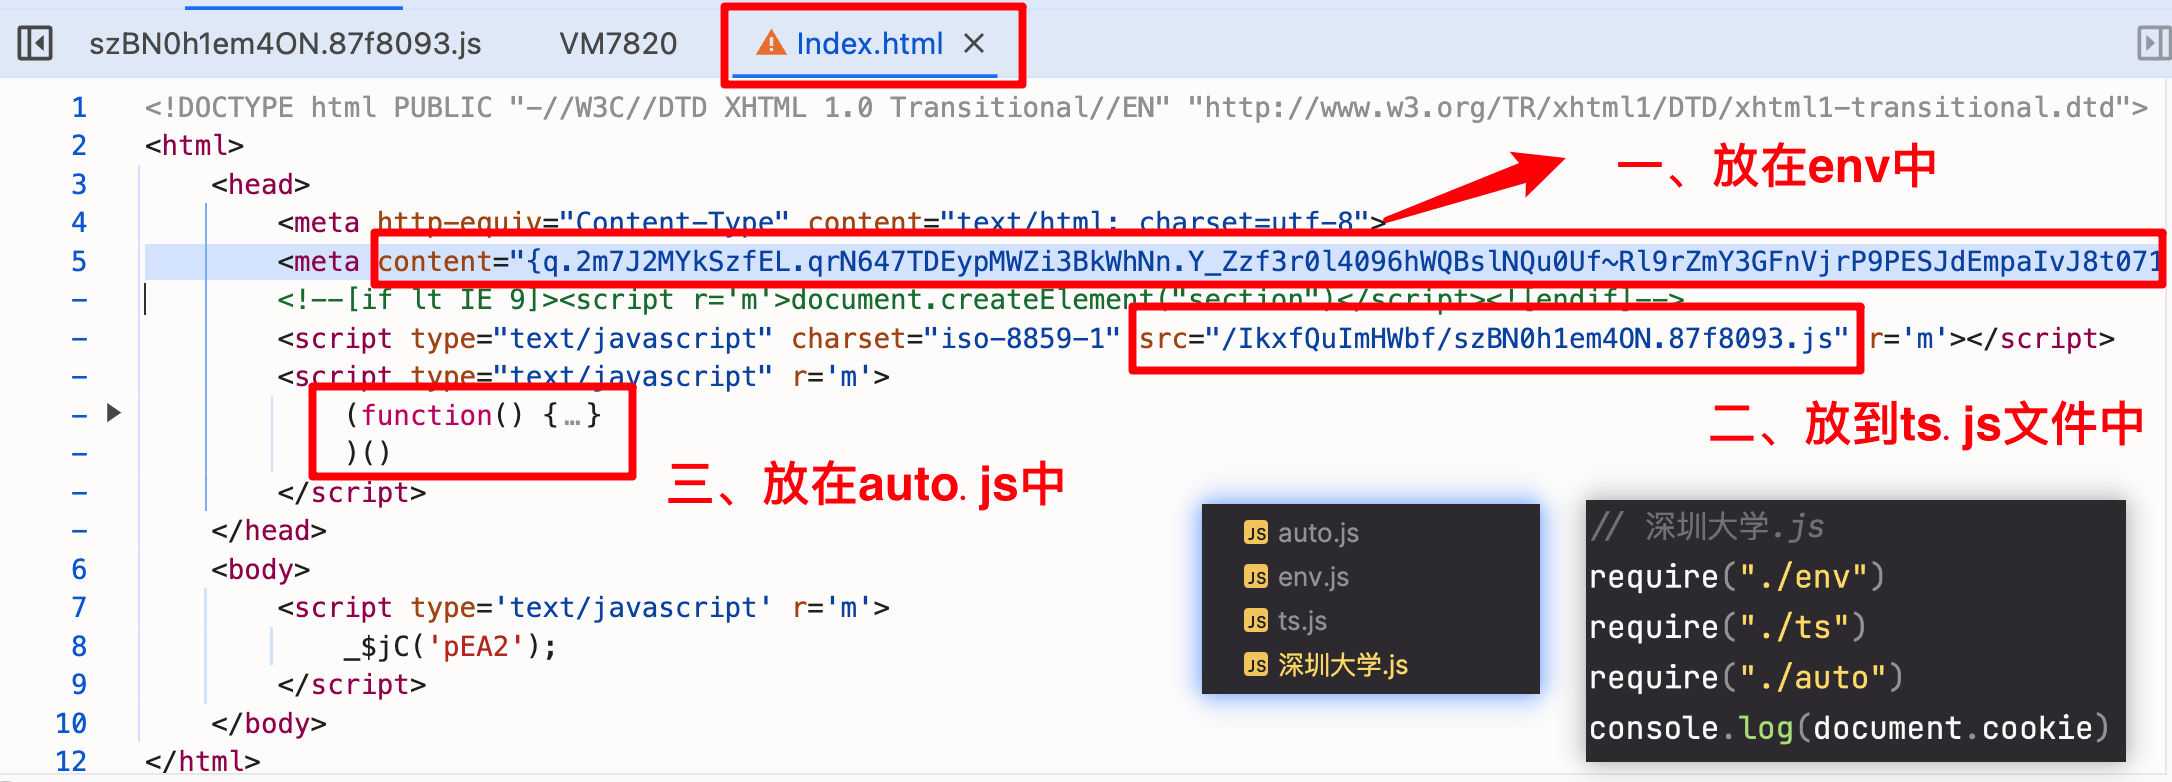 szBN0h1em4ON.87f8093.js VM7820 Index.html
1 <!DOCTYPE html PUBLIC "-//W3C//DTD XHTML 1.0 Transitional//EN" "http://www.w3.org/TR/xhtml1/DTD/xhtml1-transitional.dtd">
2 <html>
一、放在env中
3 <head>
4 <meta http-equiv="Content-Type" content="text/html; charset=utf-8">
5 <meta content="{q.2m7J2MYkSzfEL.qrN647TDEypMWZi3BkWhNn.Y_Zzf3r0l4096hWQBslNQu0Uf~Rl9rZmY3GFnVjrP9PESJdEmpaIvJ8t071
- <!--[if lt IE 9]><script r='m'>document.createElement("section")</script><![endif]-->
- <script type="text/javascript" charset="iso-8859-1" src="/IkxfQuImHWbf/szBN0h1em4ON.87f8093.js" r='m'></script>
- <script type="text/javascript" r='m'>
- (function() {…}
二、放到ts.js文件中
- )()
三、放在auto.js中
- </script>
- </head>
6 <body>
7 <script type='text/javascript' r='m'>
8 _$jC('pEA2');
9 </script>
10 </body>
12 </html>
JS auto.js
JS env.js
JS ts.js
JS 深圳大学.js
// 深圳大学.js
require("./env")
require("./ts")
require("./auto")
console.log(document.cookie)